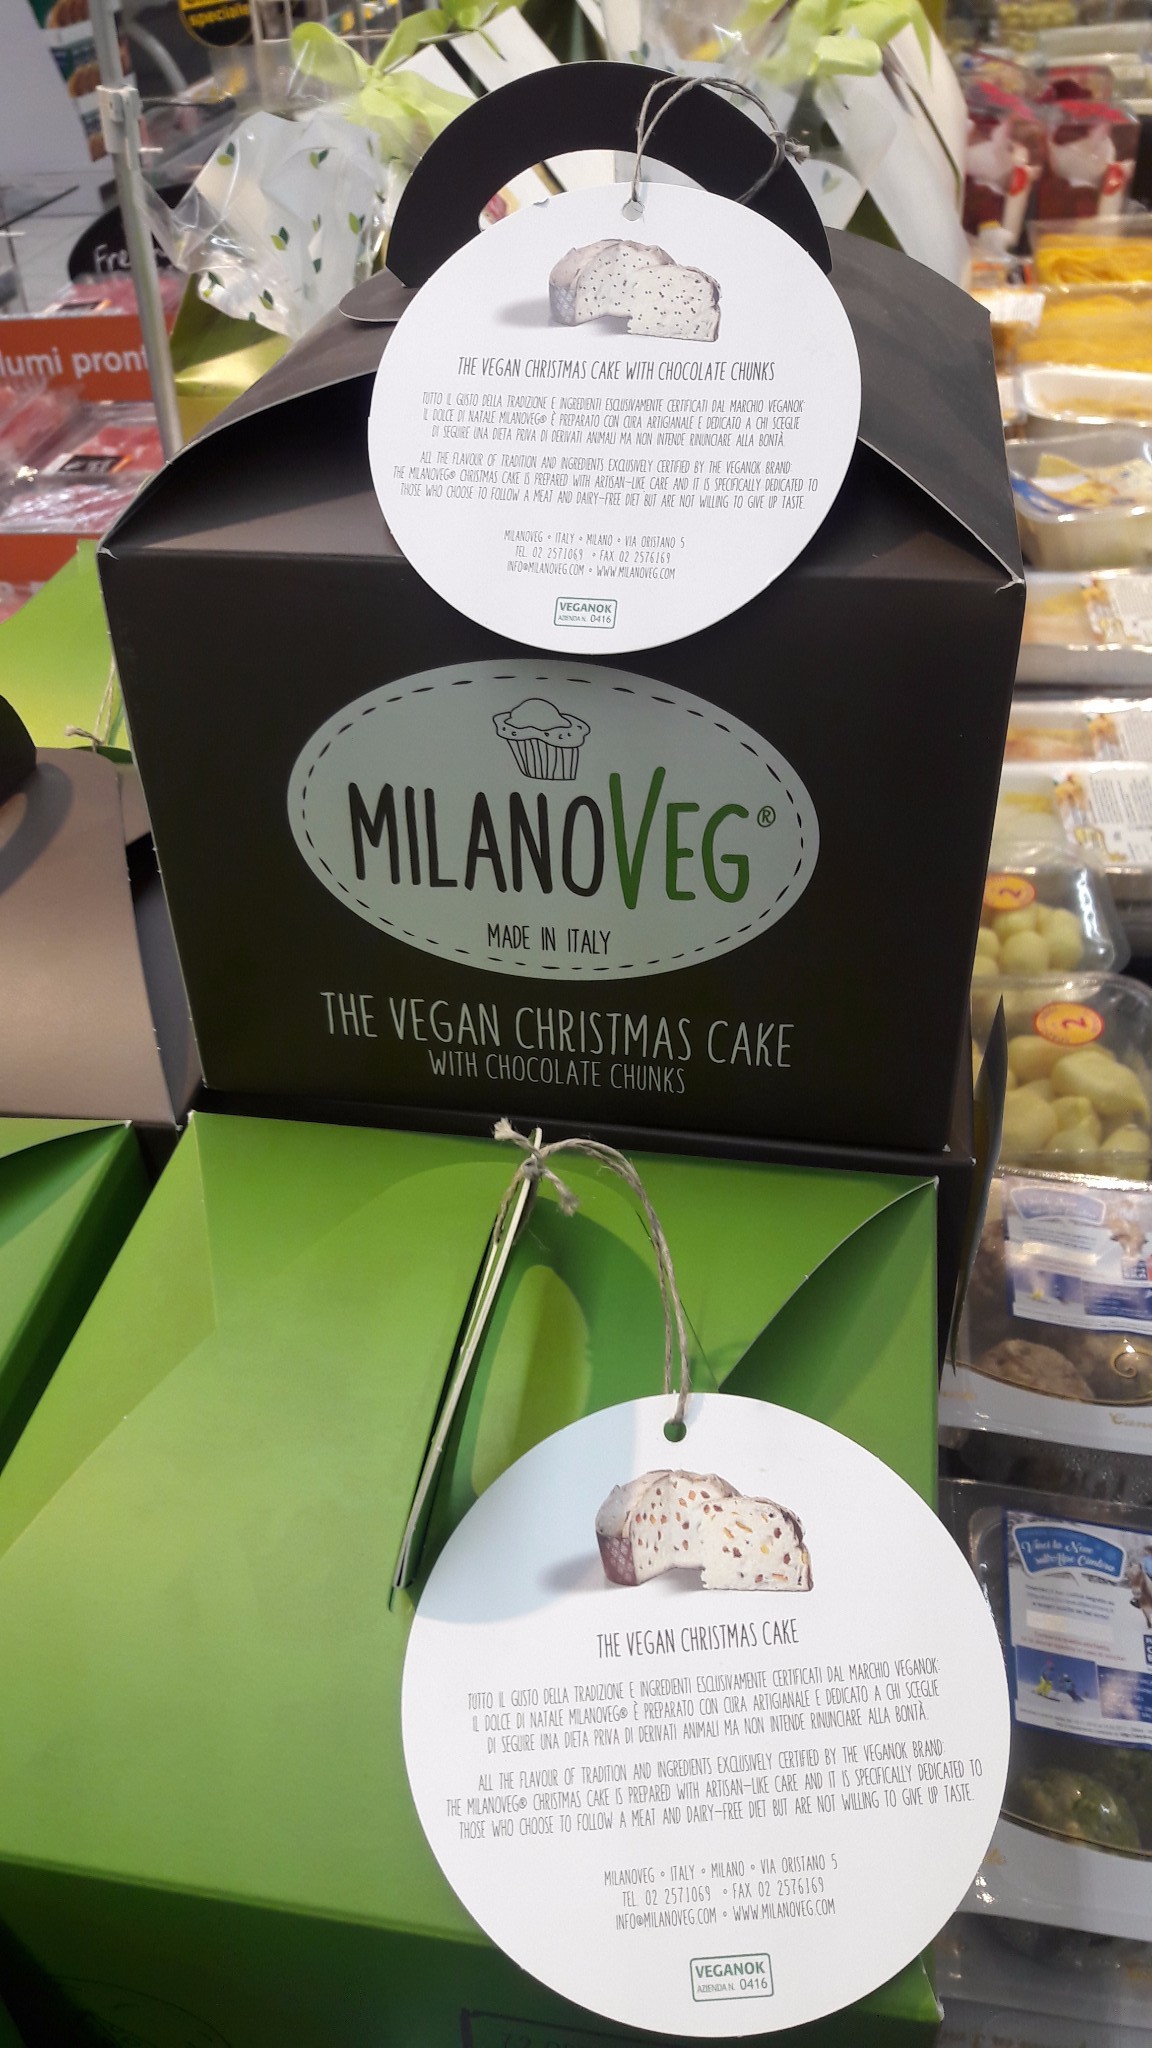 speciale
Fre
lumi pront
THE VEGAN CHRISTMAS CAKE WITH CHOCOLATE CHUNKS
TUTTO IL GUSTO DELLA TRADIZIONE E INGREDIENTI ESCLUSIVAMENTE CERTIFICATI DAL MARCHIO VEGANOK:
IL DOLCE DI NATALE MILANOVEG® È PREPARATO CON CURA ARTIGIANALE E DEDICATO A CHI SCEGLIE
DI SEGUIRE UNA DIETA PRIVA DI DERIVATI ANIMALI MA NON INTENDE RINUNCIARE ALLA BONTÀ.
ALL THE FLAVOUR OF TRADITION AND INGREDIENTS EXCLUSIVELY CERTIFIED BY THE VEGANOK BRAND:
THE MILANOVEG® CHRISTMAS CAKE IS PREPARED WITH ARTISAN-LIKE CARE AND IT IS SPECIFICALLY DEDICATED TO
THOSE WHO CHOOSE TO FOLLOW A MEAT AND DAIRY-FREE DIET BUT ARE NOT WILLING TO GIVE UP TASTE.
MILANOVEG • ITALY • MILANO • VIA ORISTANO 5
TEL. 02 2571069 • FAX 02 2576169
INFO@MILANOVEG.COM • WWW.MILANOVEG.COM
VEGANOK
AZIENDA N. 0416
MILANOVEG®
MADE IN ITALY
THE VEGAN CHRISTMAS CAKE
WITH CHOCOLATE CHUNKS
2
2
THE VEGAN CHRISTMAS CAKE
TUTTO IL GUSTO DELLA TRADIZIONE E INGREDIENTI ESCLUSIVAMENTE CERTIFICATI DAL MARCHIO VEGANOK:
IL DOLCE DI NATALE MILANOVEG® È PREPARATO CON CURA ARTIGIANALE E DEDICATO A CHI SCEGLIE
DI SEGUIRE UNA DIETA PRIVA DI DERIVATI ANIMALI MA NON INTENDE RINUNCIARE ALLA BONTÀ.
ALL THE FLAVOUR OF TRADITION AND INGREDIENTS EXCLUSIVELY CERTIFIED BY THE VEGANOK BRAND:
THE MILANOVEG® CHRISTMAS CAKE IS PREPARED WITH ARTISAN-LIKE CARE AND IT IS SPECIFICALLY DEDICATED TO
THOSE WHO CHOOSE TO FOLLOW A MEAT AND DAIRY-FREE DIET BUT ARE NOT WILLING TO GIVE UP TASTE.
MILANOVEG • ITALY • MILANO • VIA ORISTANO 5
TEL. 02 2571069 • FAX 02 2576169
INFO@MILANOVEG.COM • WWW.MILANOVEG.COM
VEGANOK
AZIENDA N. 0416
Vinci la Neve